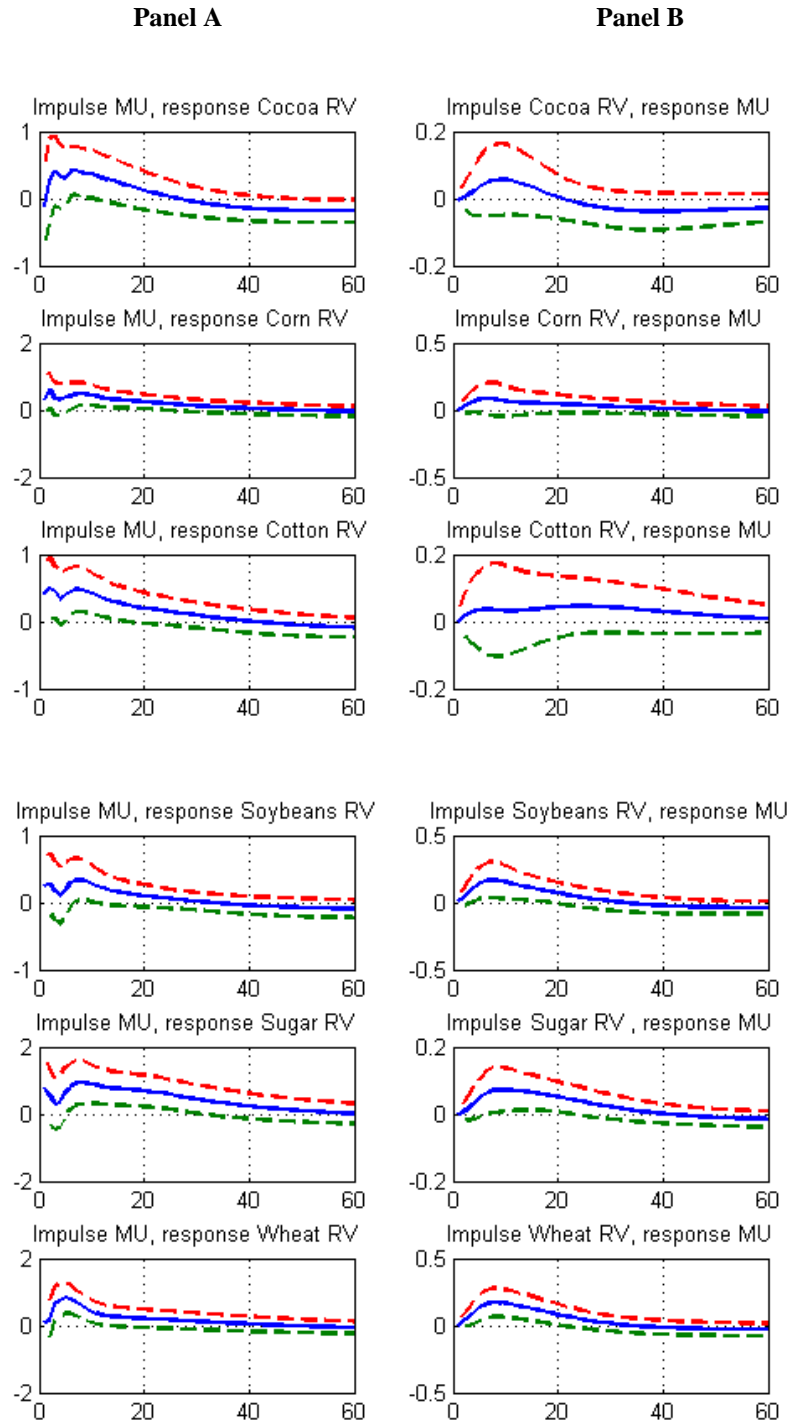 Panel A Panel B
Impulse MU, response Cocoa RV Impulse Cocoa RV, response MU
1 0.2
0 0
-1 -0.2
0 20 40 60 0 20 40 60
Impulse MU, response Corn RV Impulse Corn RV, response MU
2 0.5
0 0
-2 -0.5
0 20 40 60 0 20 40 60
Impulse MU, response Cotton RV Impulse Cotton RV, response MU
1 0.2
0 0
-1 -0.2
0 20 40 60 0 20 40 60
Impulse MU, response Soybeans RV Impulse Soybeans RV, response MU
1 0.5
0 0
-1 -0.5
0 20 40 60 0 20 40 60
Impulse MU, response Sugar RV Impulse Sugar RV , response MU
2 0.2
0 0
-2 -0.2
0 20 40 60 0 20 40 60
Impulse MU, response Wheat RV Impulse Wheat RV, response MU
2 0.5
0 0
-2 -0.5
0 20 40 60 0 20 40 60